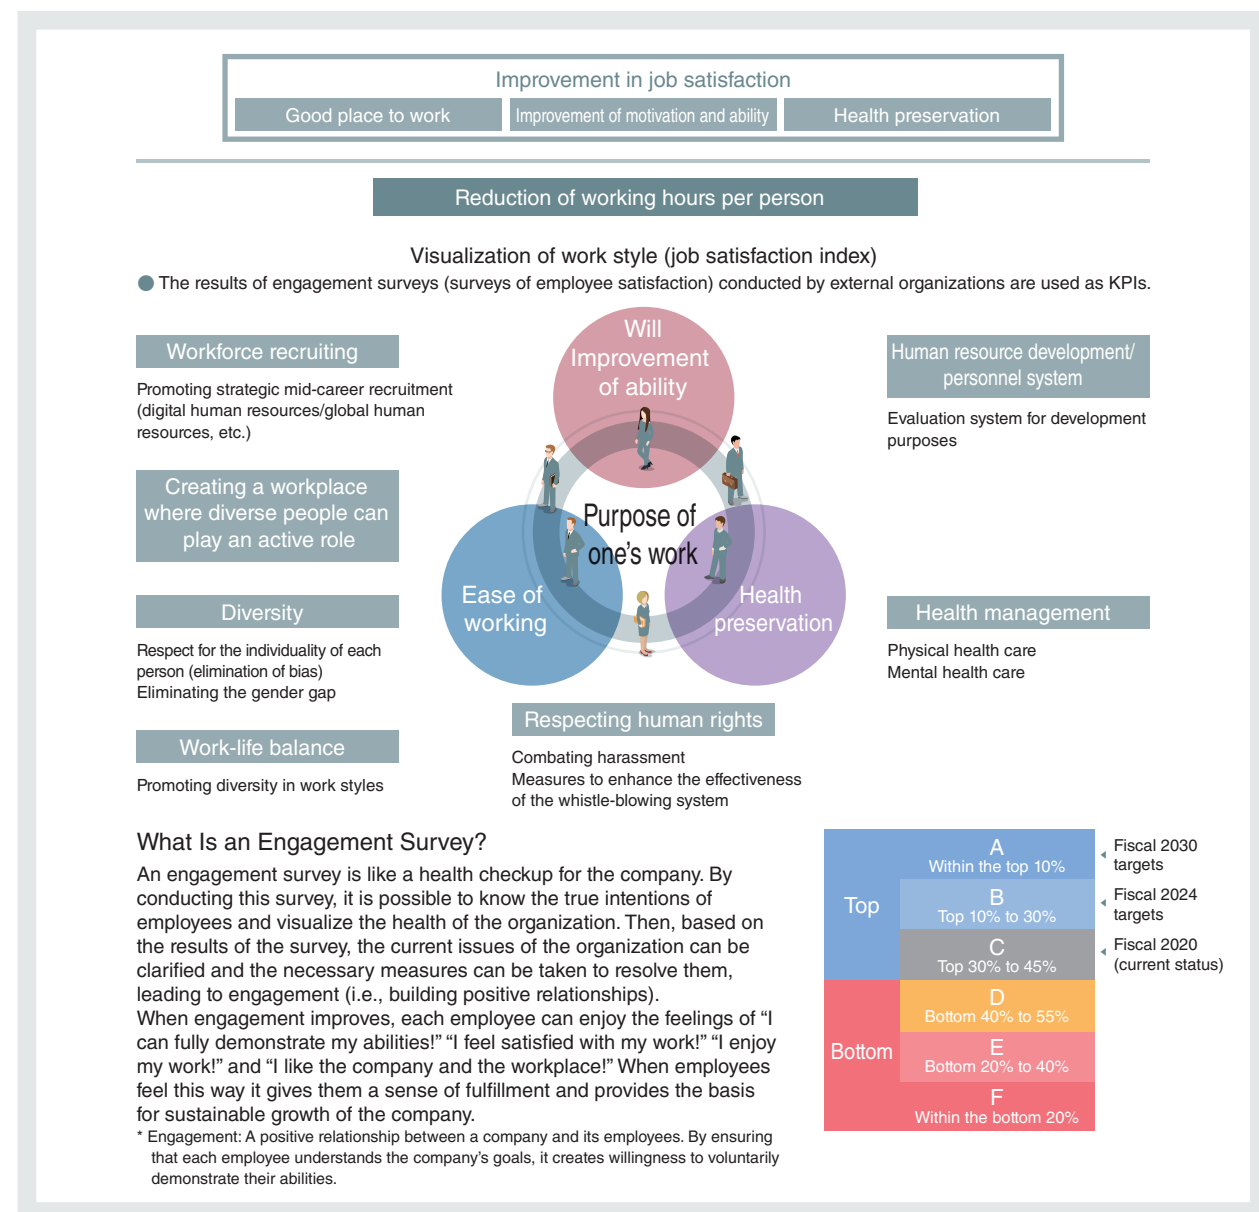 Improvement in job satisfaction
Good place to work
Improvement of motivation and ability
Health preservation
Reduction of working hours per person
Visualization of work style (job satisfaction index)
The results of engagement surveys (surveys of employee satisfaction) conducted by external organizations are used as KPIs.
Workforce recruiting
Promoting strategic mid-career recruitment
(digital human resources/global human
resources, etc.)
Creating a workplace
where diverse people can
play an active role
Diversity
Respect for the individuality of each
person (elimination of bias)
Eliminating the gender gap
Work-life balance
Promoting diversity in work styles
Will
Improvement
of ability
Purpose of
one's work
Ease of
working
Health
preservation
Respecting human rights
Combating harassment
Measures to enhance the effectiveness
of the whistle-blowing system
Human resource development/
personnel system
Evaluation system for development
purposes
Health management
Physical health care
Mental health care
What Is an Engagement Survey?
An engagement survey is like a health checkup for the company. By
conducting this survey, it is possible to know the true intentions of
employees and visualize the health of the organization. Then, based on
the results of the survey, the current issues of the organization can be
clarified and the necessary measures can be taken to resolve them,
leading to engagement (i.e., building positive relationships).
When engagement improves, each employee can enjoy the feelings of “I
can fully demonstrate my abilities!” “I feel satisfied with my work!” “I enjoy
my work!” and “I like the company and the workplace!” When employees
feel this way it gives them a sense of fulfillment and provides the basis
for sustainable growth of the company.
* Engagement: A positive relationship between a company and its employees. By ensuring
that each employee understands the company's goals, it creates willingness to voluntarily
demonstrate their abilities.
Top
A
Within the top 10%
B
Top 10% to 30%
C
Top 30% to 45%
Bottom
D
Bottom 40% to 55%
E
Bottom 20% to 40%
F
Within the bottom 20%
Fiscal 2030
targets
Fiscal 2024
targets
Fiscal 2020
(current status)